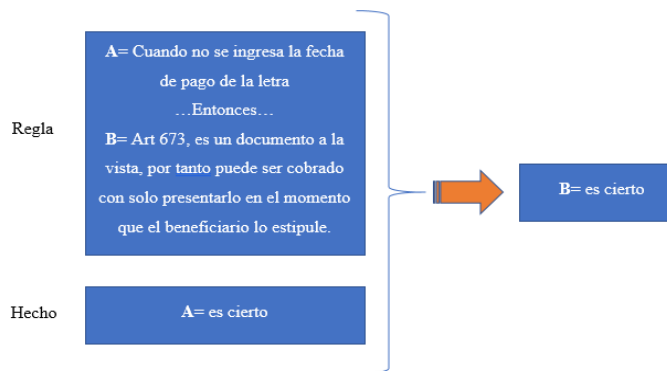 Regla
A= Cuando no se ingresa la fecha
de pago de la letra
…Entonces…
B= Art 673, es un documento a la
vista, por tanto puede ser cobrado
con solo presentarlo en el momento
que el beneficiario lo estipule.
Hecho
A= es cierto
B= es cierto